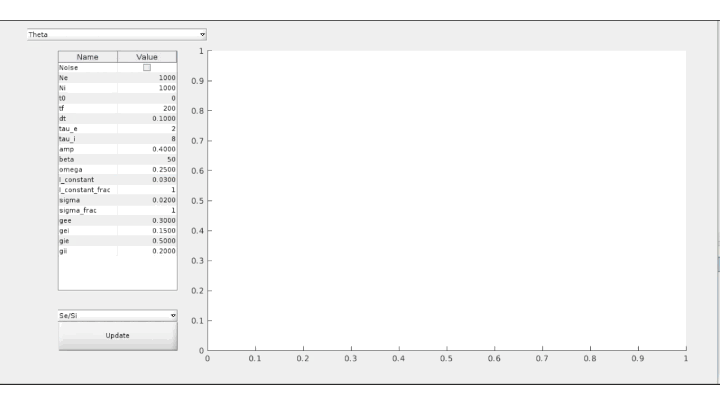 Theta
Name Value
Noise
Ne 1000
Ni 1000
t0 0
tf 200
dt 0.1000
tau_e 2
tau_i 8
amp 0.4000
beta 50
omega 0.2500
I_constant 0.0300
I_constant_frac 1
sigma 0.0200
sigma_frac 1
gee 0.3000
gei 0.1500
gie 0.5000
gii 0.2000
Se/Si
Update
1
0.9
0.8
0.7
0.6
0.5
0.4
0.3
0.2
0.1
0
0 0.1 0.2 0.3 0.4 0.5 0.6 0.7 0.8 0.9 1